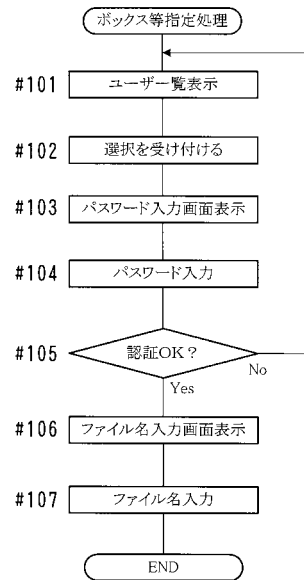 ボックス等指定処理
#101 ユーザ一覧表示
#102 選択を受け付ける
#103 パスワード入力画面表示
#104 パスワード入力
#105 認証OK?
No
Yes
#106 ファイル名入力画面表示
#107 ファイル名入力
END